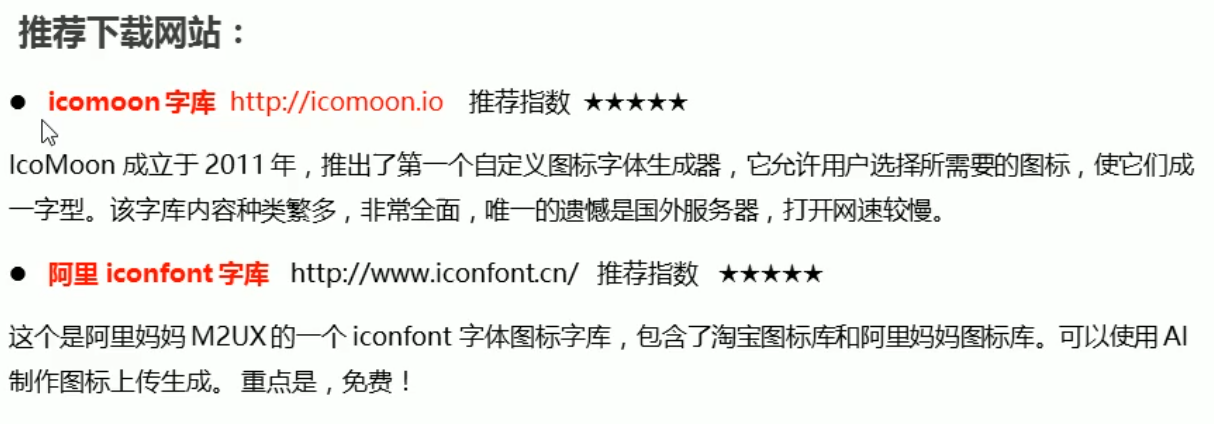 推荐下载网站：
● icomoon 字库 http://icomoon.io 推荐指数 ★★★★★
IcoMoon 成立于 2011 年，推出了第一个自定义图标字体生成器，它允许用户选择所需要的图标，使它们成
一字型。该字库内容种类繁多，非常全面，唯一的遗憾是国外服务器，打开网速较慢。
● 阿里 iconfont 字库 http://www.iconfont.cn/ 推荐指数 ★★★★★
这个是阿里妈妈 M2UX 的一个 iconfont 字体图标字库，包含了淘宝图标库和阿里妈妈图标库。可以使用 AI
制作图标上传生成。 重点是，免费！